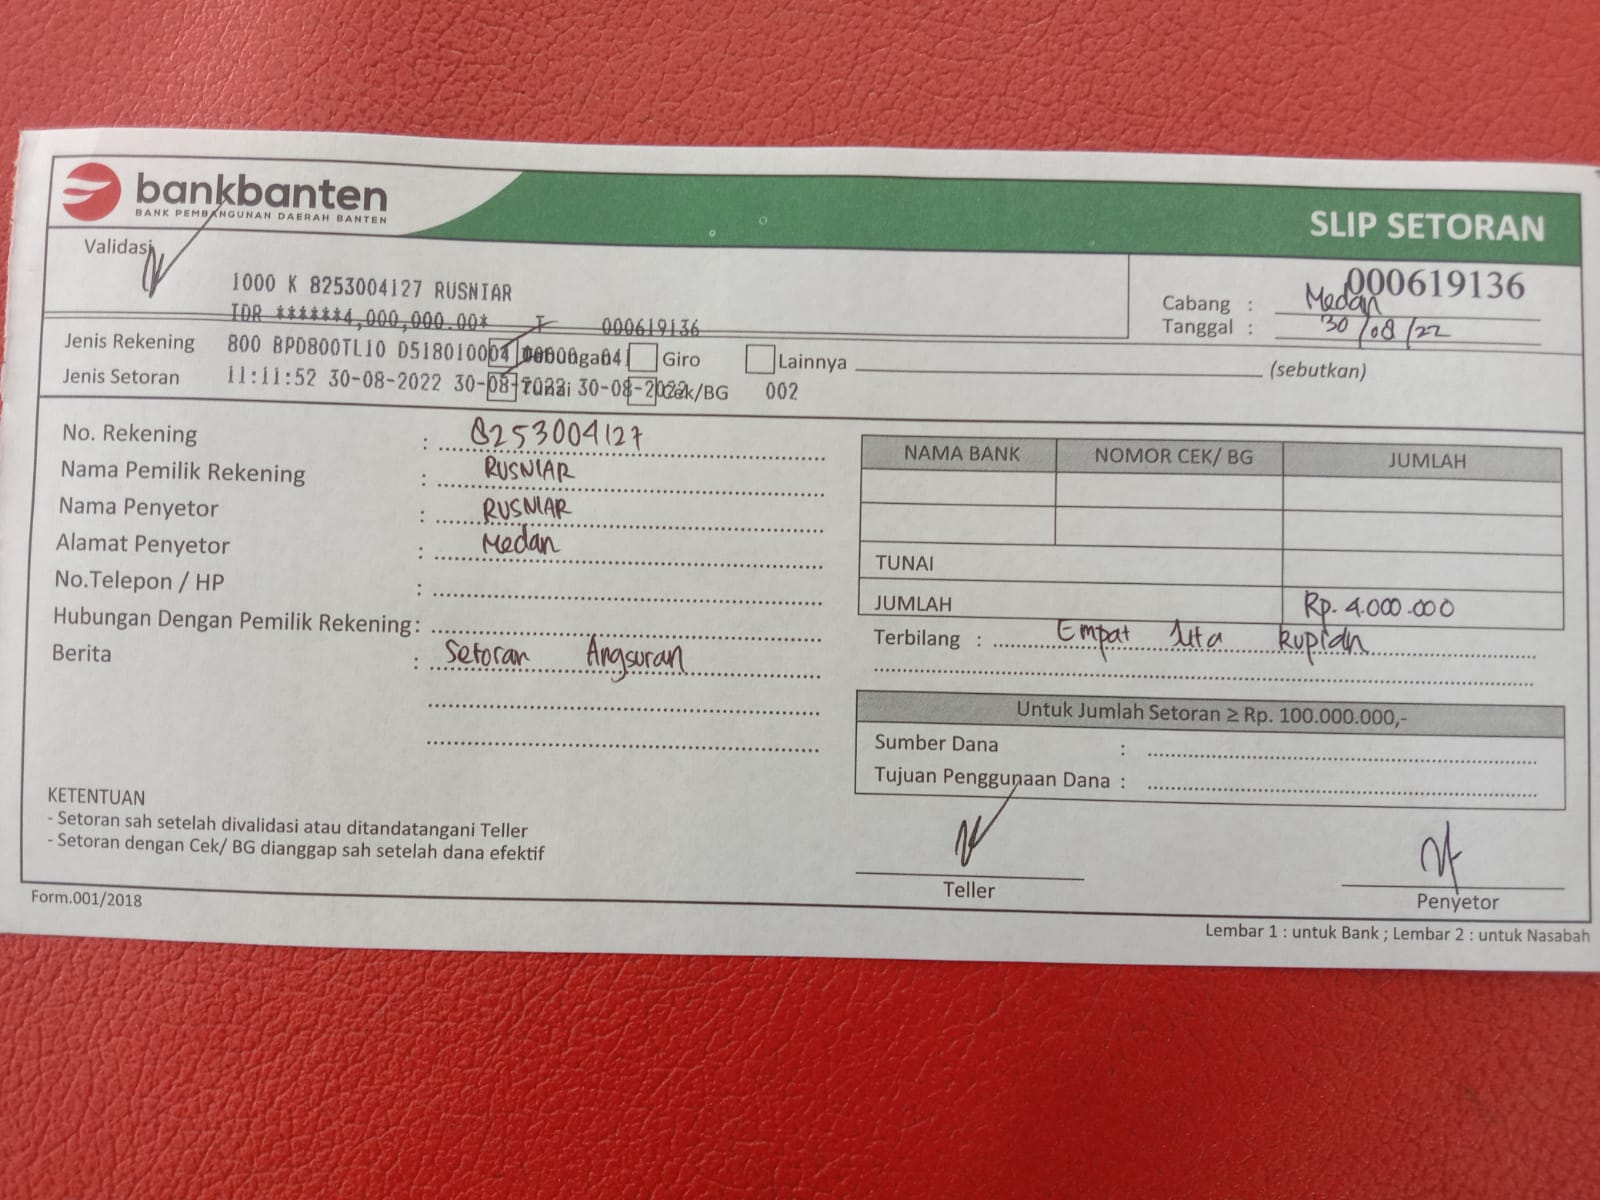 bankbanten
BANK PEMBANGUNAN DAERAH BANTEN
SLIP SETORAN
Validasi
000619136
1000 K 8253004127 RUSNIAR
Cabang : Medan
IDR ******4,000,000.00* T 000619136
Tanggal : 30/08/22
Jenis Rekening 800 BPD800TL10 D518010004 Giro Lainnya (sebutkan)
Jenis Setoran 11:11:52 30-08-2022 30-08-2022 Tunai 30-08-2022 Cek/BG 002
No. Rekening : 8253004127
Nama Pemilik Rekening : RUSNIAR
Nama Penyetor : RUSNIAR
Alamat Penyetor : Medan
No.Telepon / HP :
Hubungan Dengan Pemilik Rekening :
Berita : Setoran Angsuran
NAMA BANK NOMOR CEK/ BG JUMLAH
TUNAI
JUMLAH Rp. 4.000.000
Terbilang : Empat Juta Rupiah
Untuk Jumlah Setoran ≥ Rp. 100.000.000,-
Sumber Dana :
Tujuan Penggunaan Dana :
KETENTUAN
- Setoran sah setelah divalidasi atau ditandatangani Teller
- Setoran dengan Cek/ BG dianggap sah setelah dana efektif
Teller
Penyetor
Form.001/2018
Lembar 1 : untuk Bank ; Lembar 2 : untuk Nasabah